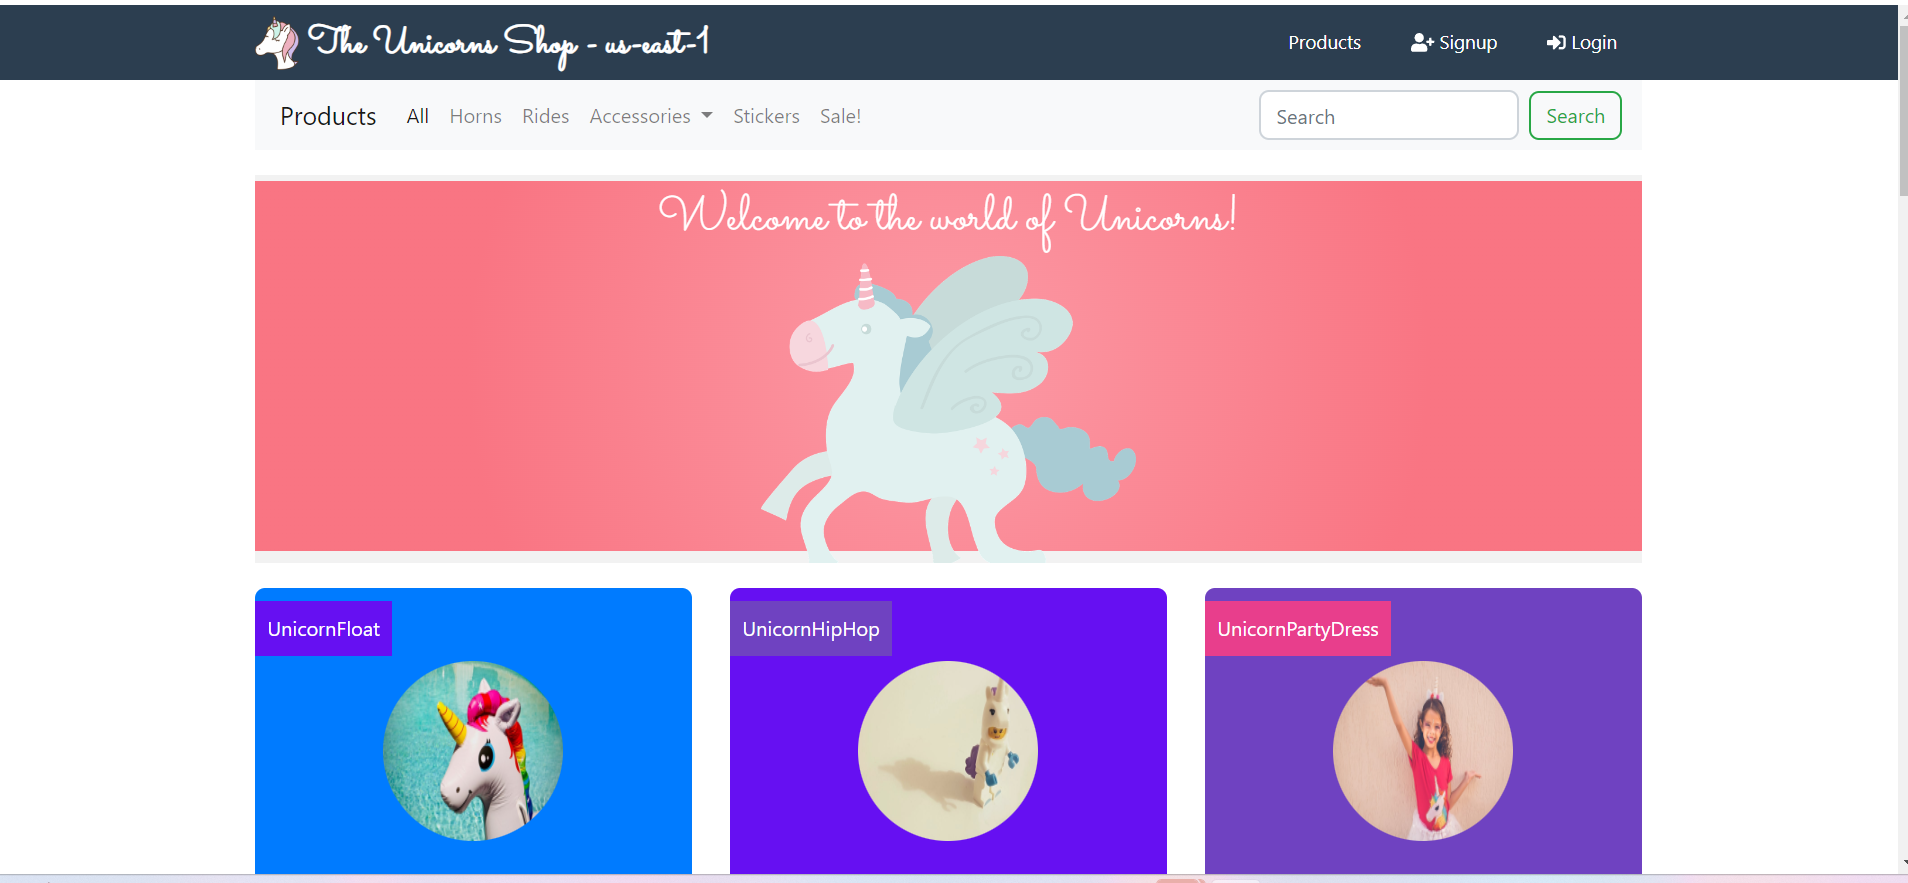 The Unicorns Shop - us-east-1
Products Signup Login
Products All Horns Rides Accessories Stickers Sale! Search Search
Welcome to the world of Unicorns!
UnicornFloat
UnicornHipHop
UnicornPartyDress